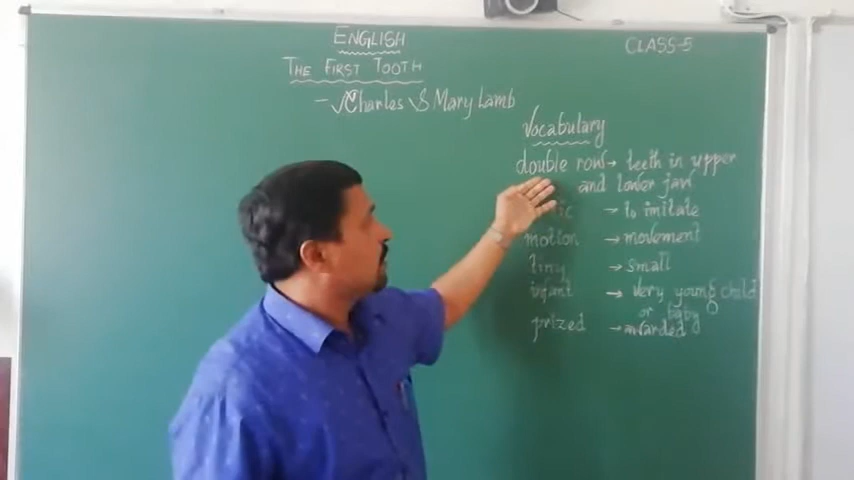 ENGLISH
CLASS-5
THE FIRST TOOTH
- Charles & Mary Lamb
Vocabulary
double row → teeth in upper
and lower jaw
→ to imitate
motion → movement
tiny → small
infant → very young child
or baby
prized → awarded